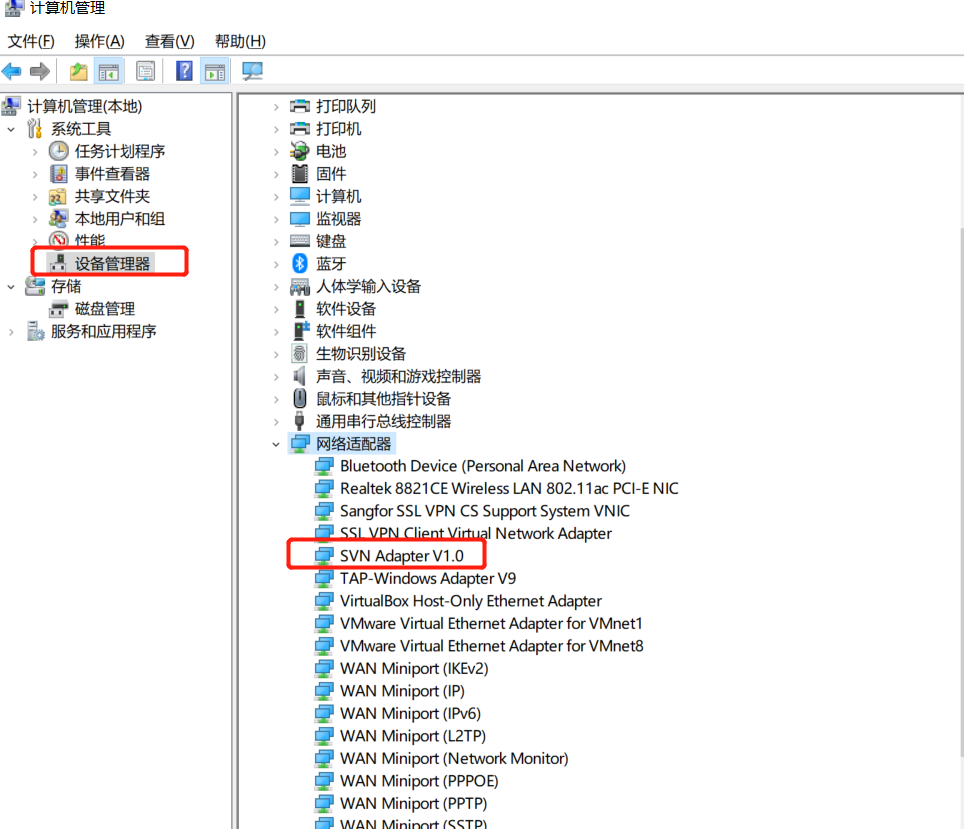 计算机管理
文件(F) 操作(A) 查看(V) 帮助(H)
计算机管理(本地)
系统工具
任务计划程序
事件查看器
共享文件夹
本地用户和组
性能
设备管理器
存储
磁盘管理
服务和应用程序
打印队列
打印机
电池
固件
计算机
监视器
键盘
蓝牙
人体学输入设备
软件设备
软件组件
生物识别设备
声音、视频和游戏控制器
鼠标和其他指针设备
通用串行总线控制器
网络适配器
Bluetooth Device (Personal Area Network)
Realtek 8821CE Wireless LAN 802.11ac PCI-E NIC
Sangfor SSL VPN CS Support System VNIC
SSL VPN Client Virtual Network Adapter
SVN Adapter V1.0
TAP-Windows Adapter V9
VirtualBox Host-Only Ethernet Adapter
VMware Virtual Ethernet Adapter for VMnet1
VMware Virtual Ethernet Adapter for VMnet8
WAN Miniport (IKEv2)
WAN Miniport (IP)
WAN Miniport (IPv6)
WAN Miniport (L2TP)
WAN Miniport (Network Monitor)
WAN Miniport (PPPOE)
WAN Miniport (PPTP)
WAN Miniport (SSTP)